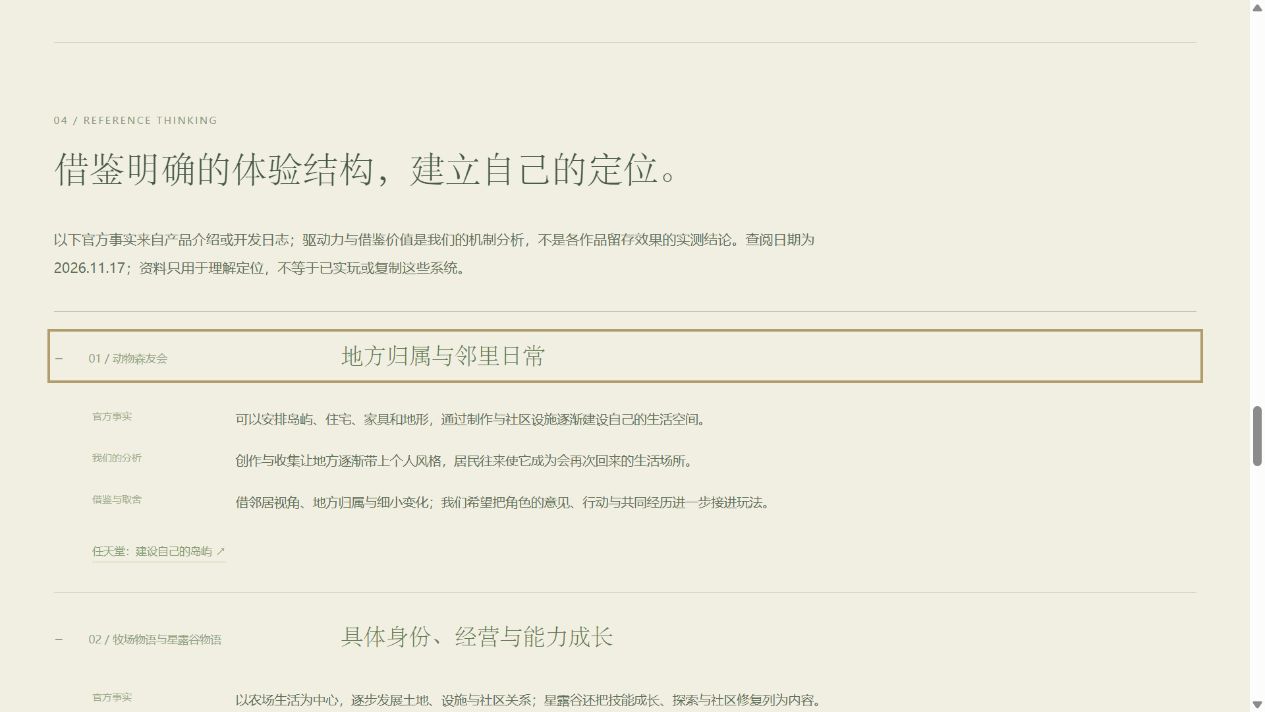 04 / REFERENCE THINKING
借鉴明确的体验结构，建立自己的定位。
以下官方事实来自产品介绍或开发日志；驱动力与借鉴价值是我们的机制分析，不是各作品留存效果的实测结论。查阅日期为
2026.11.17；资料只用于理解定位，不等于已实玩或复制这些系统。
– 01 / 动物森友会 地方归属与邻里日常
官方事实 可以安排岛屿、住宅、家具和地形，通过制作与社区设施逐渐建设自己的生活空间。
我们的分析 创作与收集让地方逐渐带上个人风格，居民往来使它成为会再次回来的生活场所。
借鉴与取舍 借邻居视角、地方归属与细小变化；我们希望把角色的意见、行动与共同经历进一步接进玩法。
任天堂：建设自己的岛屿 ↗
– 02 / 牧场物语与星露谷物语 具体身份、经营与能力成长
官方事实 以农场生活为中心，逐步发展土地、设施与社区关系；星露谷还把技能成长、探索与社区修复列为内容。